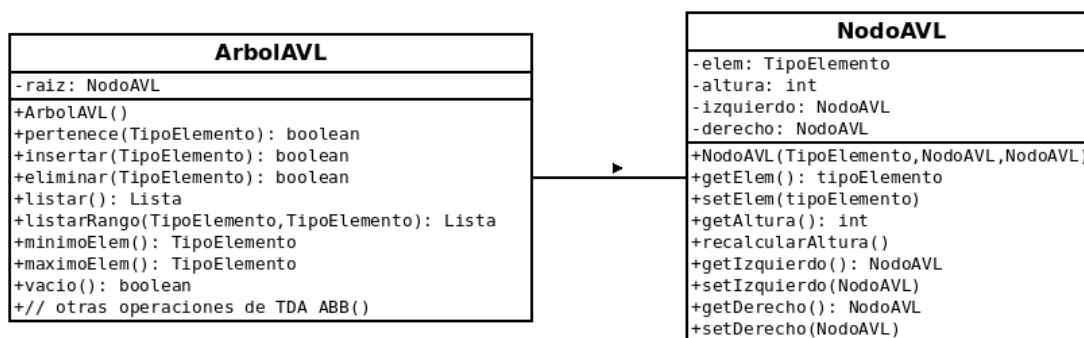 ArbolAVL
-raiz: NodoAVL
+ArbolAVL()
+pertenece(TipoElemento): boolean
+insertar(TipoElemento): boolean
+eliminar(TipoElemento): boolean
+listar(): Lista
+listarRango(TipoElemento,TipoElemento): Lista
+minimoElem(): TipoElemento
+maximoElem(): TipoElemento
+vacio(): boolean
+// otras operaciones de TDA ABB()
NodoAVL
-elem: TipoElemento
-altura: int
-izquierdo: NodoAVL
-derecho: NodoAVL
+NodoAVL(TipoElemento,NodoAVL,NodoAVL)
+getElem(): tipoElemento
+setElem(tipoElemento)
+getAltura(): int
+recalcularAltura()
+getIzquierdo(): NodoAVL
+setIzquierdo(NodoAVL)
+getDerecho(): NodoAVL
+setDerecho(NodoAVL)